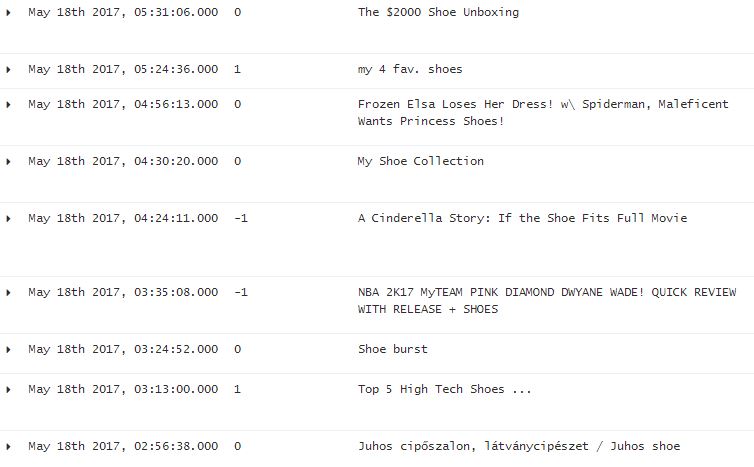 May 18th 2017, 05:31:06.000 0 The $2000 Shoe Unboxing
May 18th 2017, 05:24:36.000 1 my 4 fav. shoes
May 18th 2017, 04:56:13.000 0 Frozen Elsa Loses Her Dress! w\ Spiderman, Maleficent
Wants Princess Shoes!
May 18th 2017, 04:30:20.000 0 My Shoe Collection
May 18th 2017, 04:24:11.000 -1 A Cinderella Story: If the Shoe Fits Full Movie
May 18th 2017, 03:35:08.000 -1 NBA 2K17 MyTEAM PINK DIAMOND DWYANE WADE! QUICK REVIEW
WITH RELEASE + SHOES
May 18th 2017, 03:24:52.000 0 Shoe burst
May 18th 2017, 03:13:00.000 1 Top 5 High Tech Shoes ...
May 18th 2017, 02:56:38.000 0 Juhos cipőszalon, látványcipészet / Juhos shoe